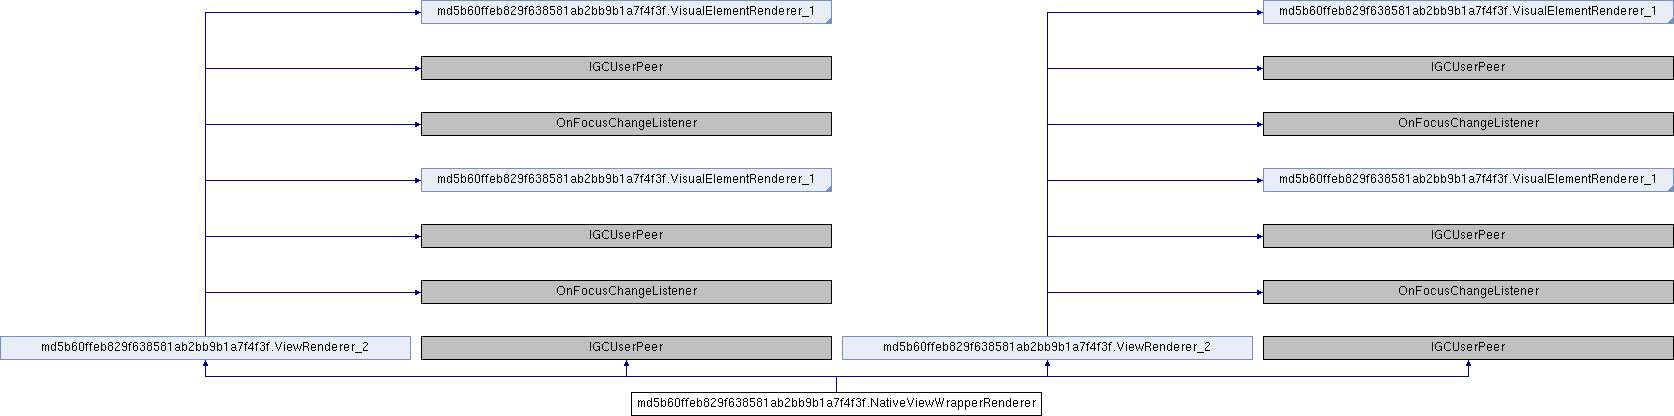 md5b60ffeb829f638581ab2bb9b1a7f4f3f.VisualElementRenderer_1
md5b60ffeb829f638581ab2bb9b1a7f4f3f.VisualElementRenderer_1
IGCUserPeer
IGCUserPeer
OnFocusChangeListener
OnFocusChangeListener
md5b60ffeb829f638581ab2bb9b1a7f4f3f.VisualElementRenderer_1
md5b60ffeb829f638581ab2bb9b1a7f4f3f.VisualElementRenderer_1
IGCUserPeer
IGCUserPeer
OnFocusChangeListener
OnFocusChangeListener
md5b60ffeb829f638581ab2bb9b1a7f4f3f.ViewRenderer_2
IGCUserPeer
md5b60ffeb829f638581ab2bb9b1a7f4f3f.ViewRenderer_2
IGCUserPeer
md5b60ffeb829f638581ab2bb9b1a7f4f3f.NativeViewWrapperRenderer